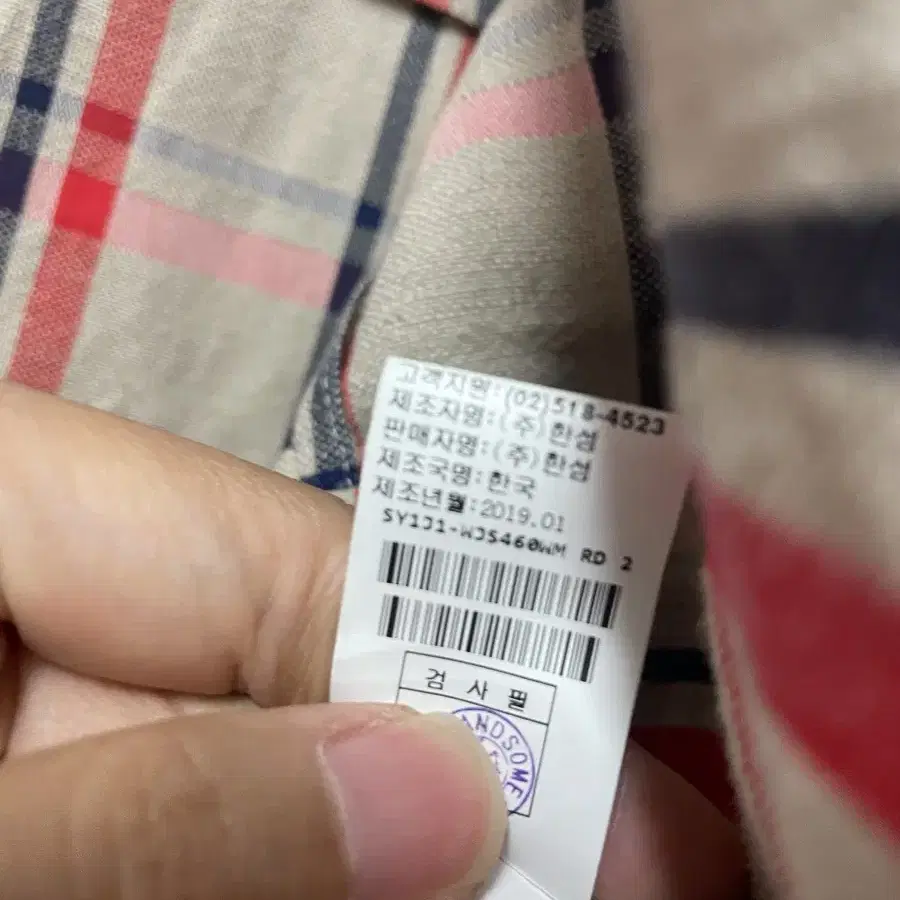 고객지원:(02)518-4523
제조자명:(주)한섬
판매자명:(주)한섬
제조국명:한국
제조년월:2019.01
SY1J1-WJS460WM RD 2
검사필
HANDSOME